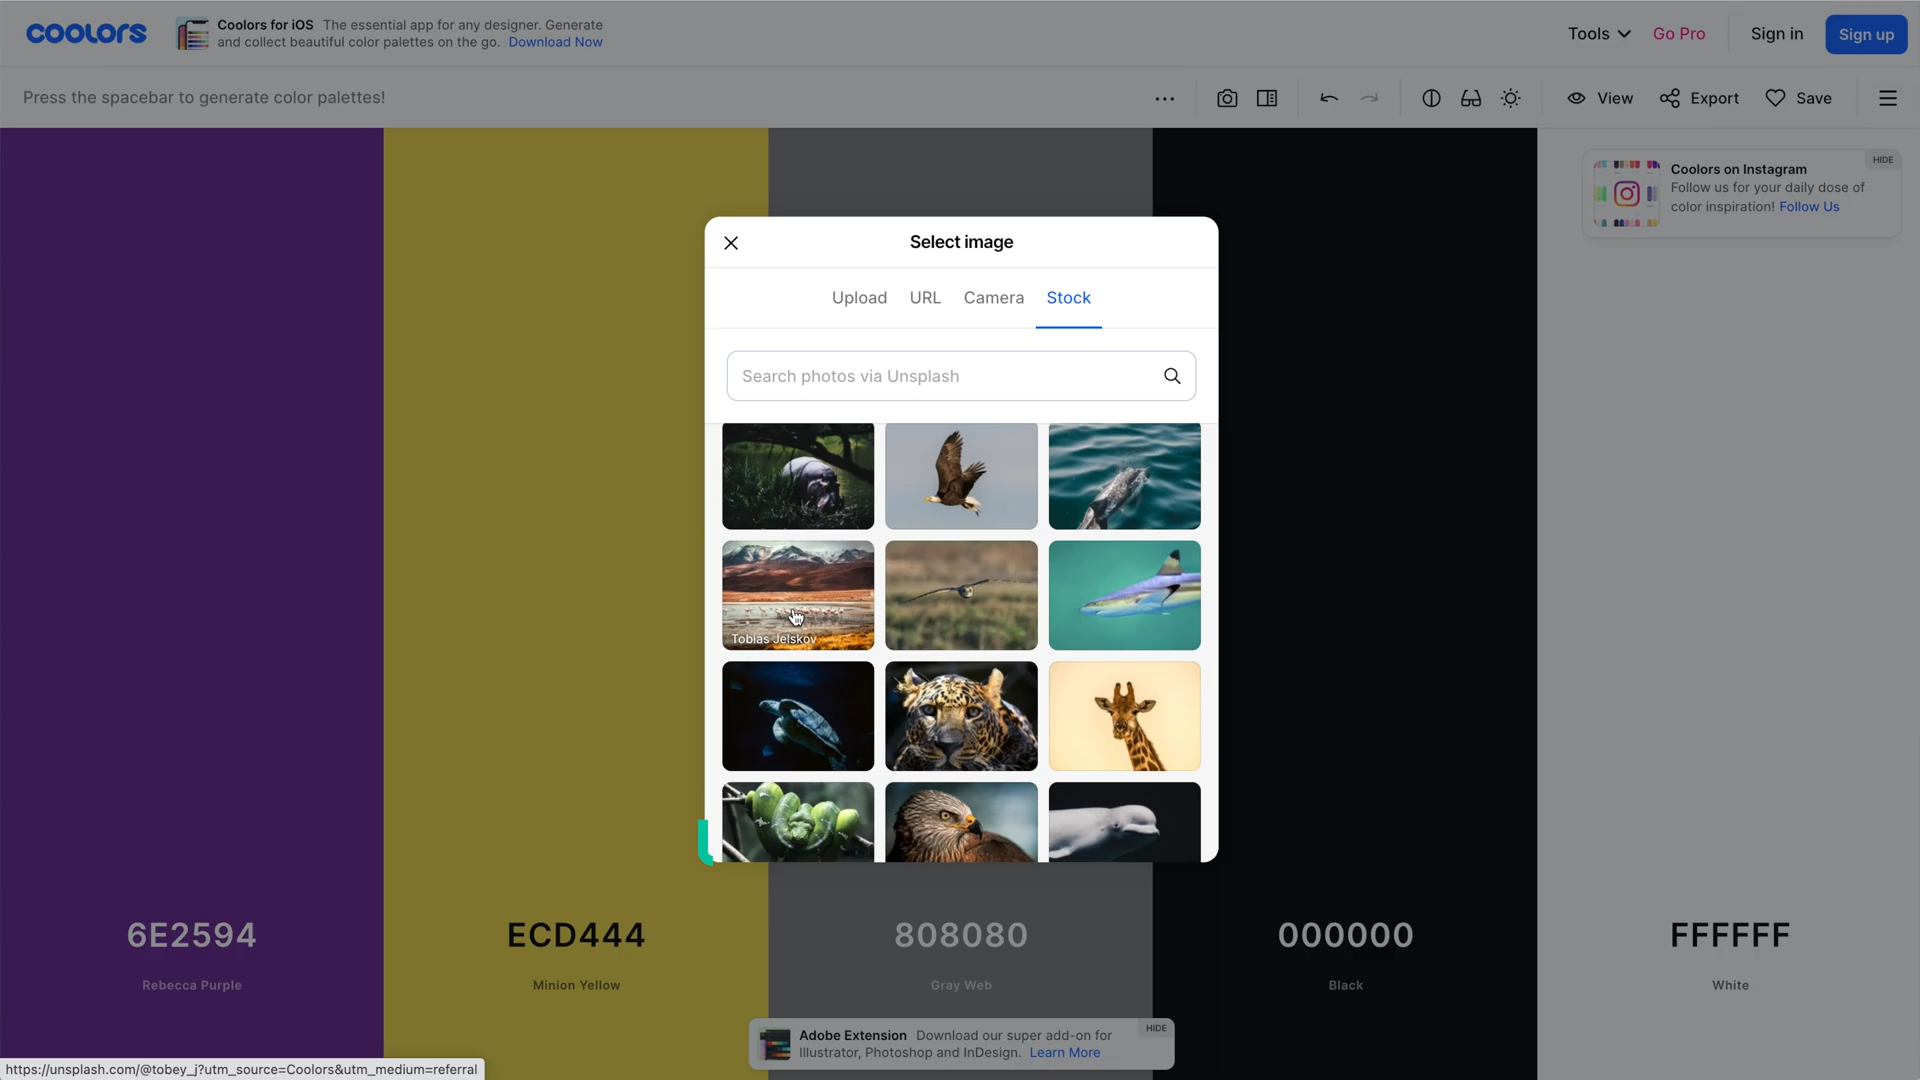 coolors
Coolors for iOS The essential app for any designer. Generate
and collect beautiful color palettes on the go. Download Now
Tools Go Pro Sign in Sign up
Press the spacebar to generate color palettes!
View Export Save
Coolors on Instagram HIDE
Follow us for your daily dose of
color inspiration! Follow Us
Select image
Upload URL Camera Stock
Search photos via Unsplash
Tobias Jelskov
6E2594 ECD444 808080 000000 FFFFFF
Rebecca Purple Minion Yellow Gray Web Black White
Adobe Extension Download our super add-on for HIDE
Illustrator, Photoshop and InDesign. Learn More
https://unsplash.com/@tobey_j?utm_source=Coolors&utm_medium=referral